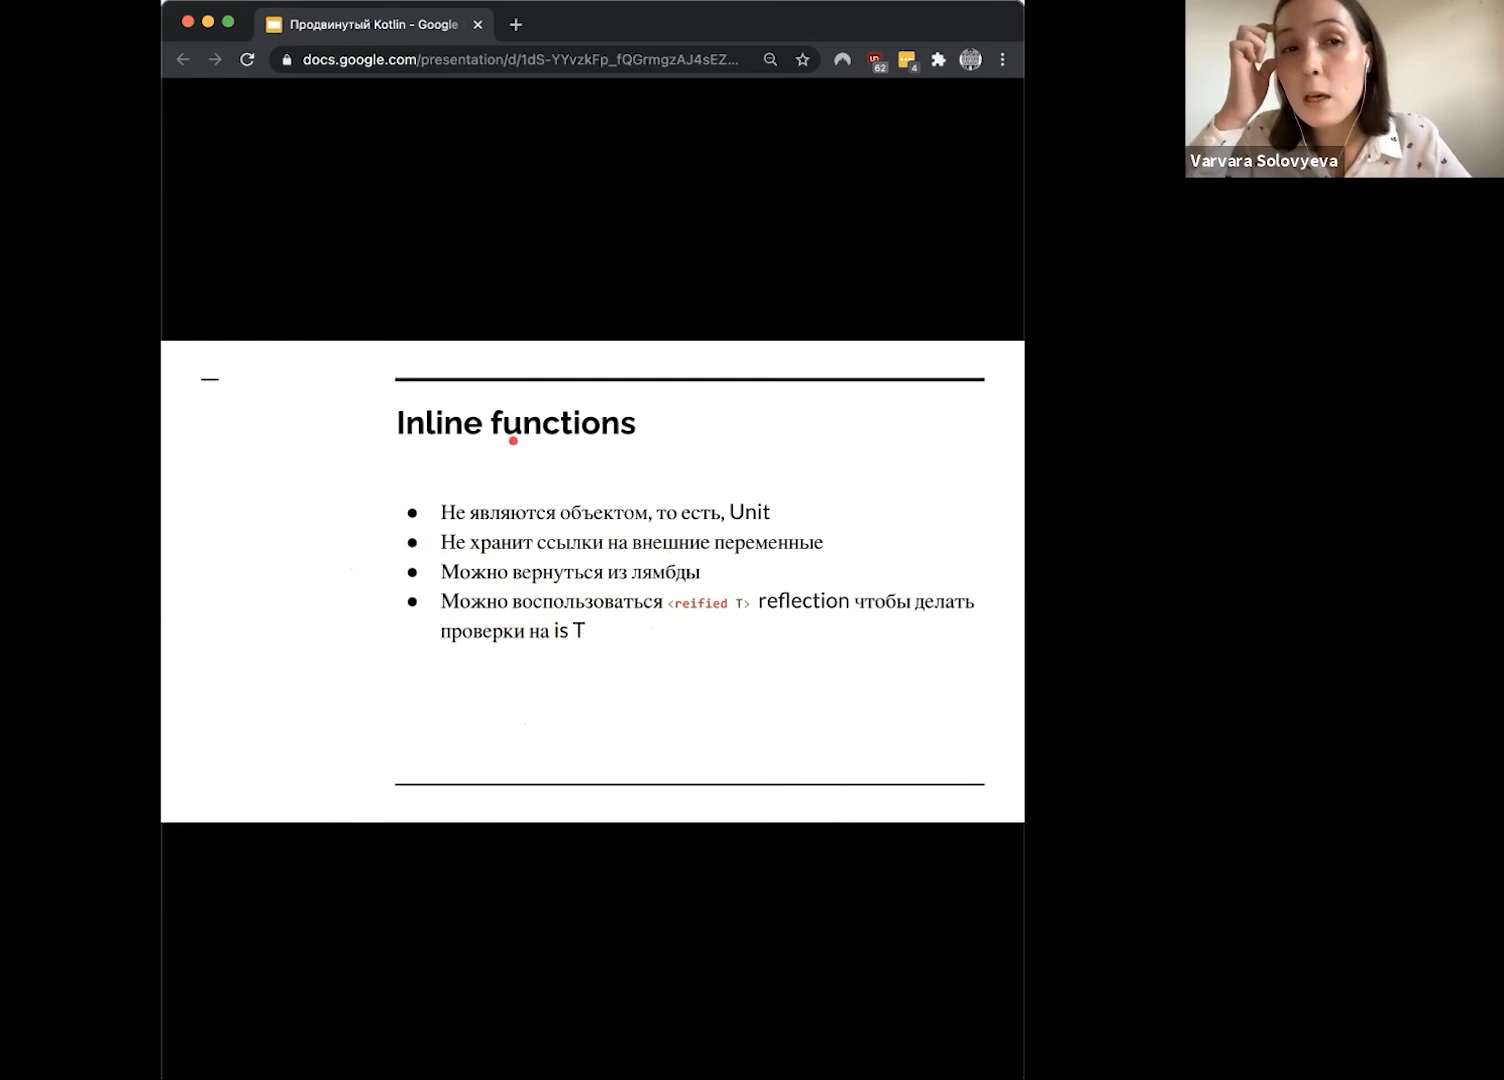 Продвинутый Kotlin - Google
docs.google.com/presentation/d/1dS-YYvzkFp_fQGrmgzAJ4sEZ...
62
4
Varvara Solovyeva
Inline functions
Не являются объектом, то есть, Unit
Не хранит ссылки на внешние переменные
Можно вернуться из лямбды
Можно воспользоваться <reified T> reflection чтобы делать
проверки на is T